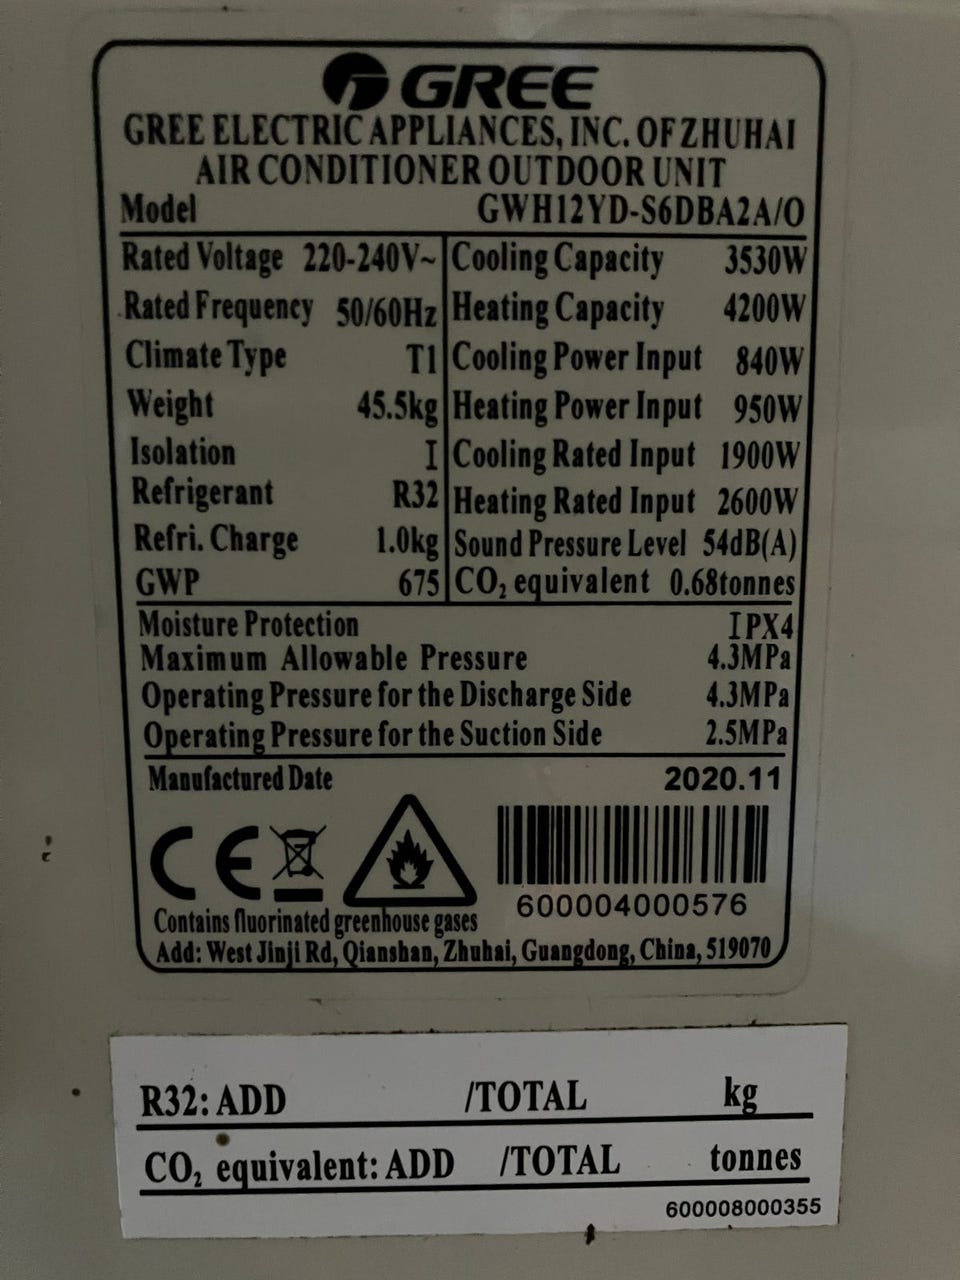 GREE
GREE ELECTRIC APPLIANCES, INC. OF ZHUHAI
AIR CONDITIONER OUTDOOR UNIT
Model GWH12YD-S6DBA2A/O
Rated Voltage 220-240V~ Cooling Capacity 3530W
Rated Frequency 50/60Hz Heating Capacity 4200W
Climate Type T1 Cooling Power Input 840W
Weight 45.5kg Heating Power Input 950W
Isolation I Cooling Rated Input 1900W
Refrigerant R32 Heating Rated Input 2600W
Refri. Charge 1.0kg Sound Pressure Level 54dB(A)
GWP 675 CO₂ equivalent 0.68tonnes
Moisture Protection IPX4
Maximum Allowable Pressure 4.3MPa
Operating Pressure for the Discharge Side 4.3MPa
Operating Pressure for the Suction Side 2.5MPa
Manufactured Date 2020.11
CE
600004000576
Contains fluorinated greenhouse gases
Add: West Jinji Rd, Qianshan, Zhuhai, Guangdong, China, 519070
R32: ADD /TOTAL kg
CO₂ equivalent: ADD /TOTAL tonnes
600008000355